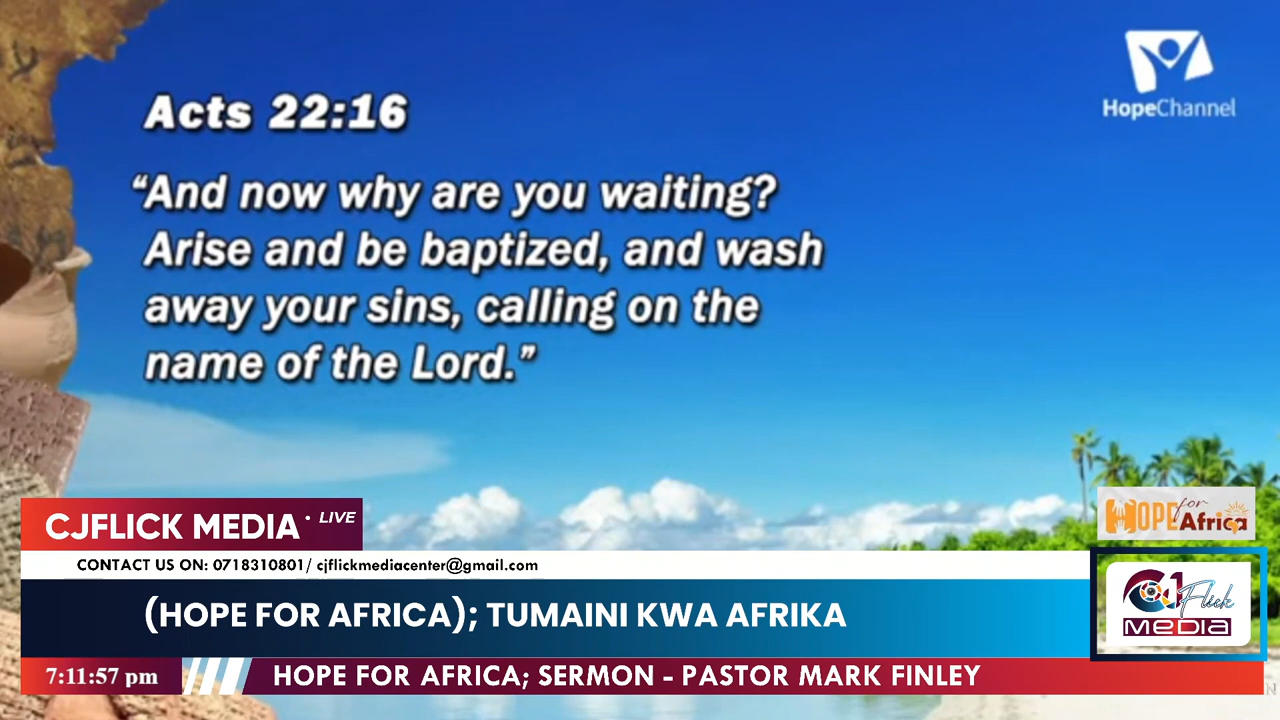 HopeChannel
Acts 22:16
“And now why are you waiting?
Arise and be baptized, and wash
away your sins, calling on the
name of the Lord.”
CJFLICK MEDIA • LIVE
HOPE for Africa
CONTACT US ON: 0718310801/ cjflickmediacenter@gmail.com
(HOPE FOR AFRICA); TUMAINI KWA AFRIKA
Flick
MEDIA
7:11:57 pm
HOPE FOR AFRICA; SERMON - PASTOR MARK FINLEY